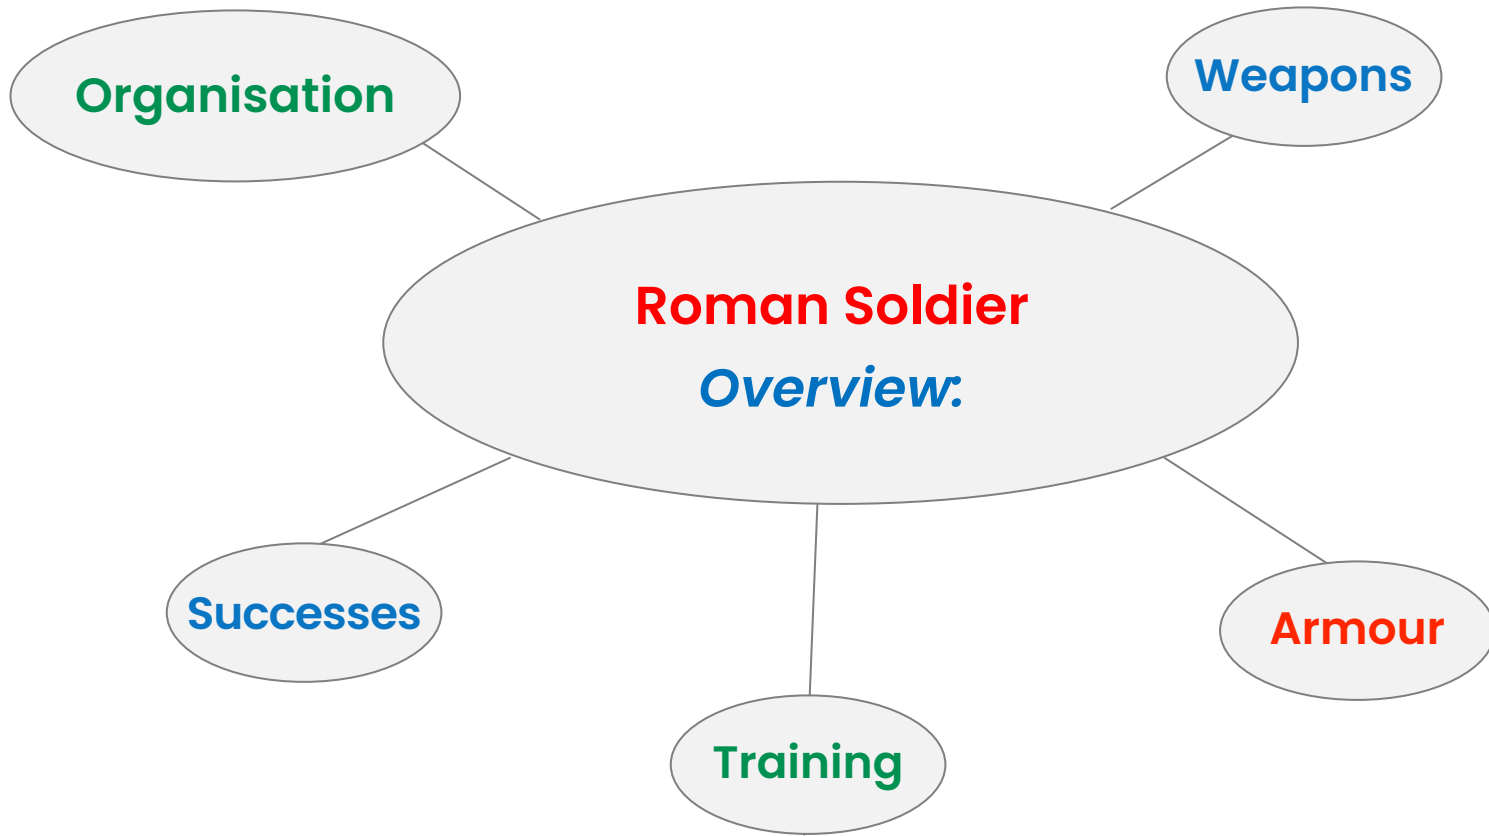 Organisation
Weapons
Roman Soldier
Overview:
Successes
Armour
Training